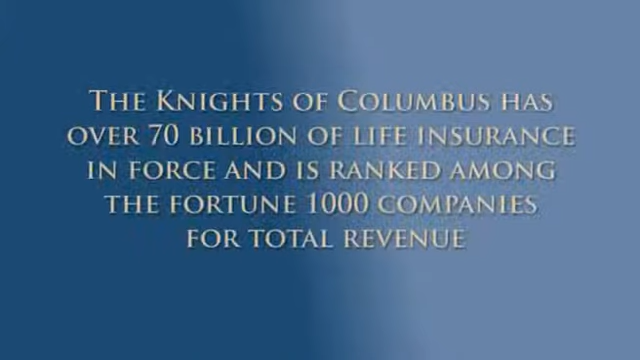 THE KNIGHTS OF COLUMBUS HAS
OVER 70 BILLION OF LIFE INSURANCE
IN FORCE AND IS RANKED AMONG
THE FORTUNE 1000 COMPANIES
FOR TOTAL REVENUE